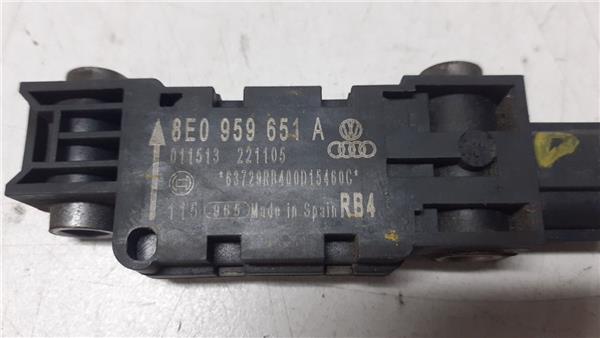 8E0 959 651 A
011513 221105
*63729RB400D15460C*
115 965 Made in Spain RB4